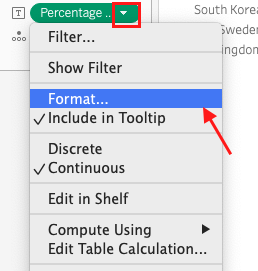 T Percentage ..
South Korea
Sweden
ingdom
Filter...
Show Filter
Format...
Include in Tooltip
Discrete
Continuous
Edit in Shelf
Compute Using
Edit Table Calculation...